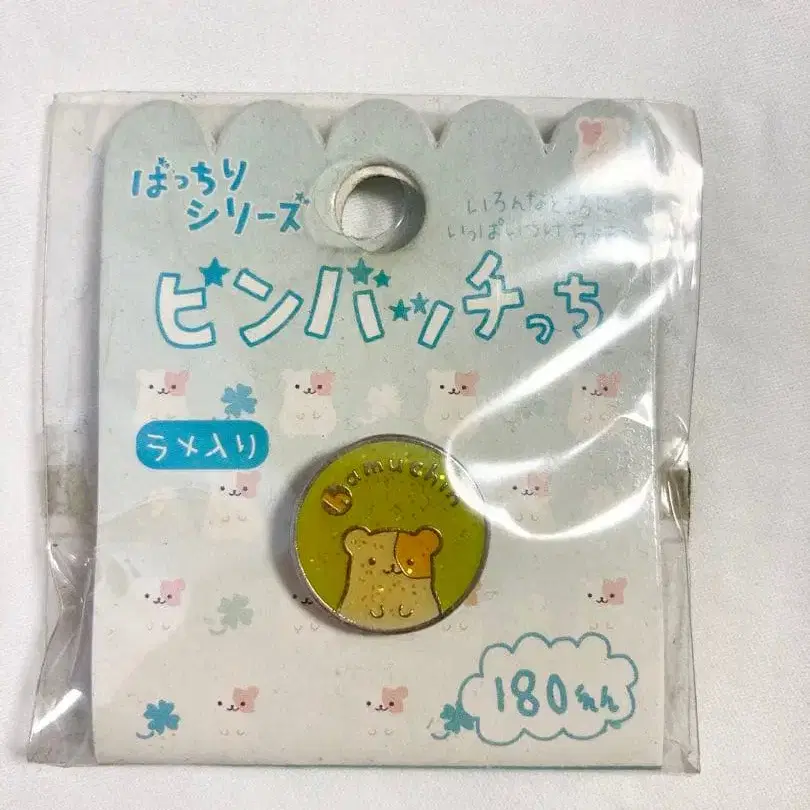 ばっちり
シリーズ
いろんなところに
ピンバッチっち
ラメ入り
hamuchin
180えん